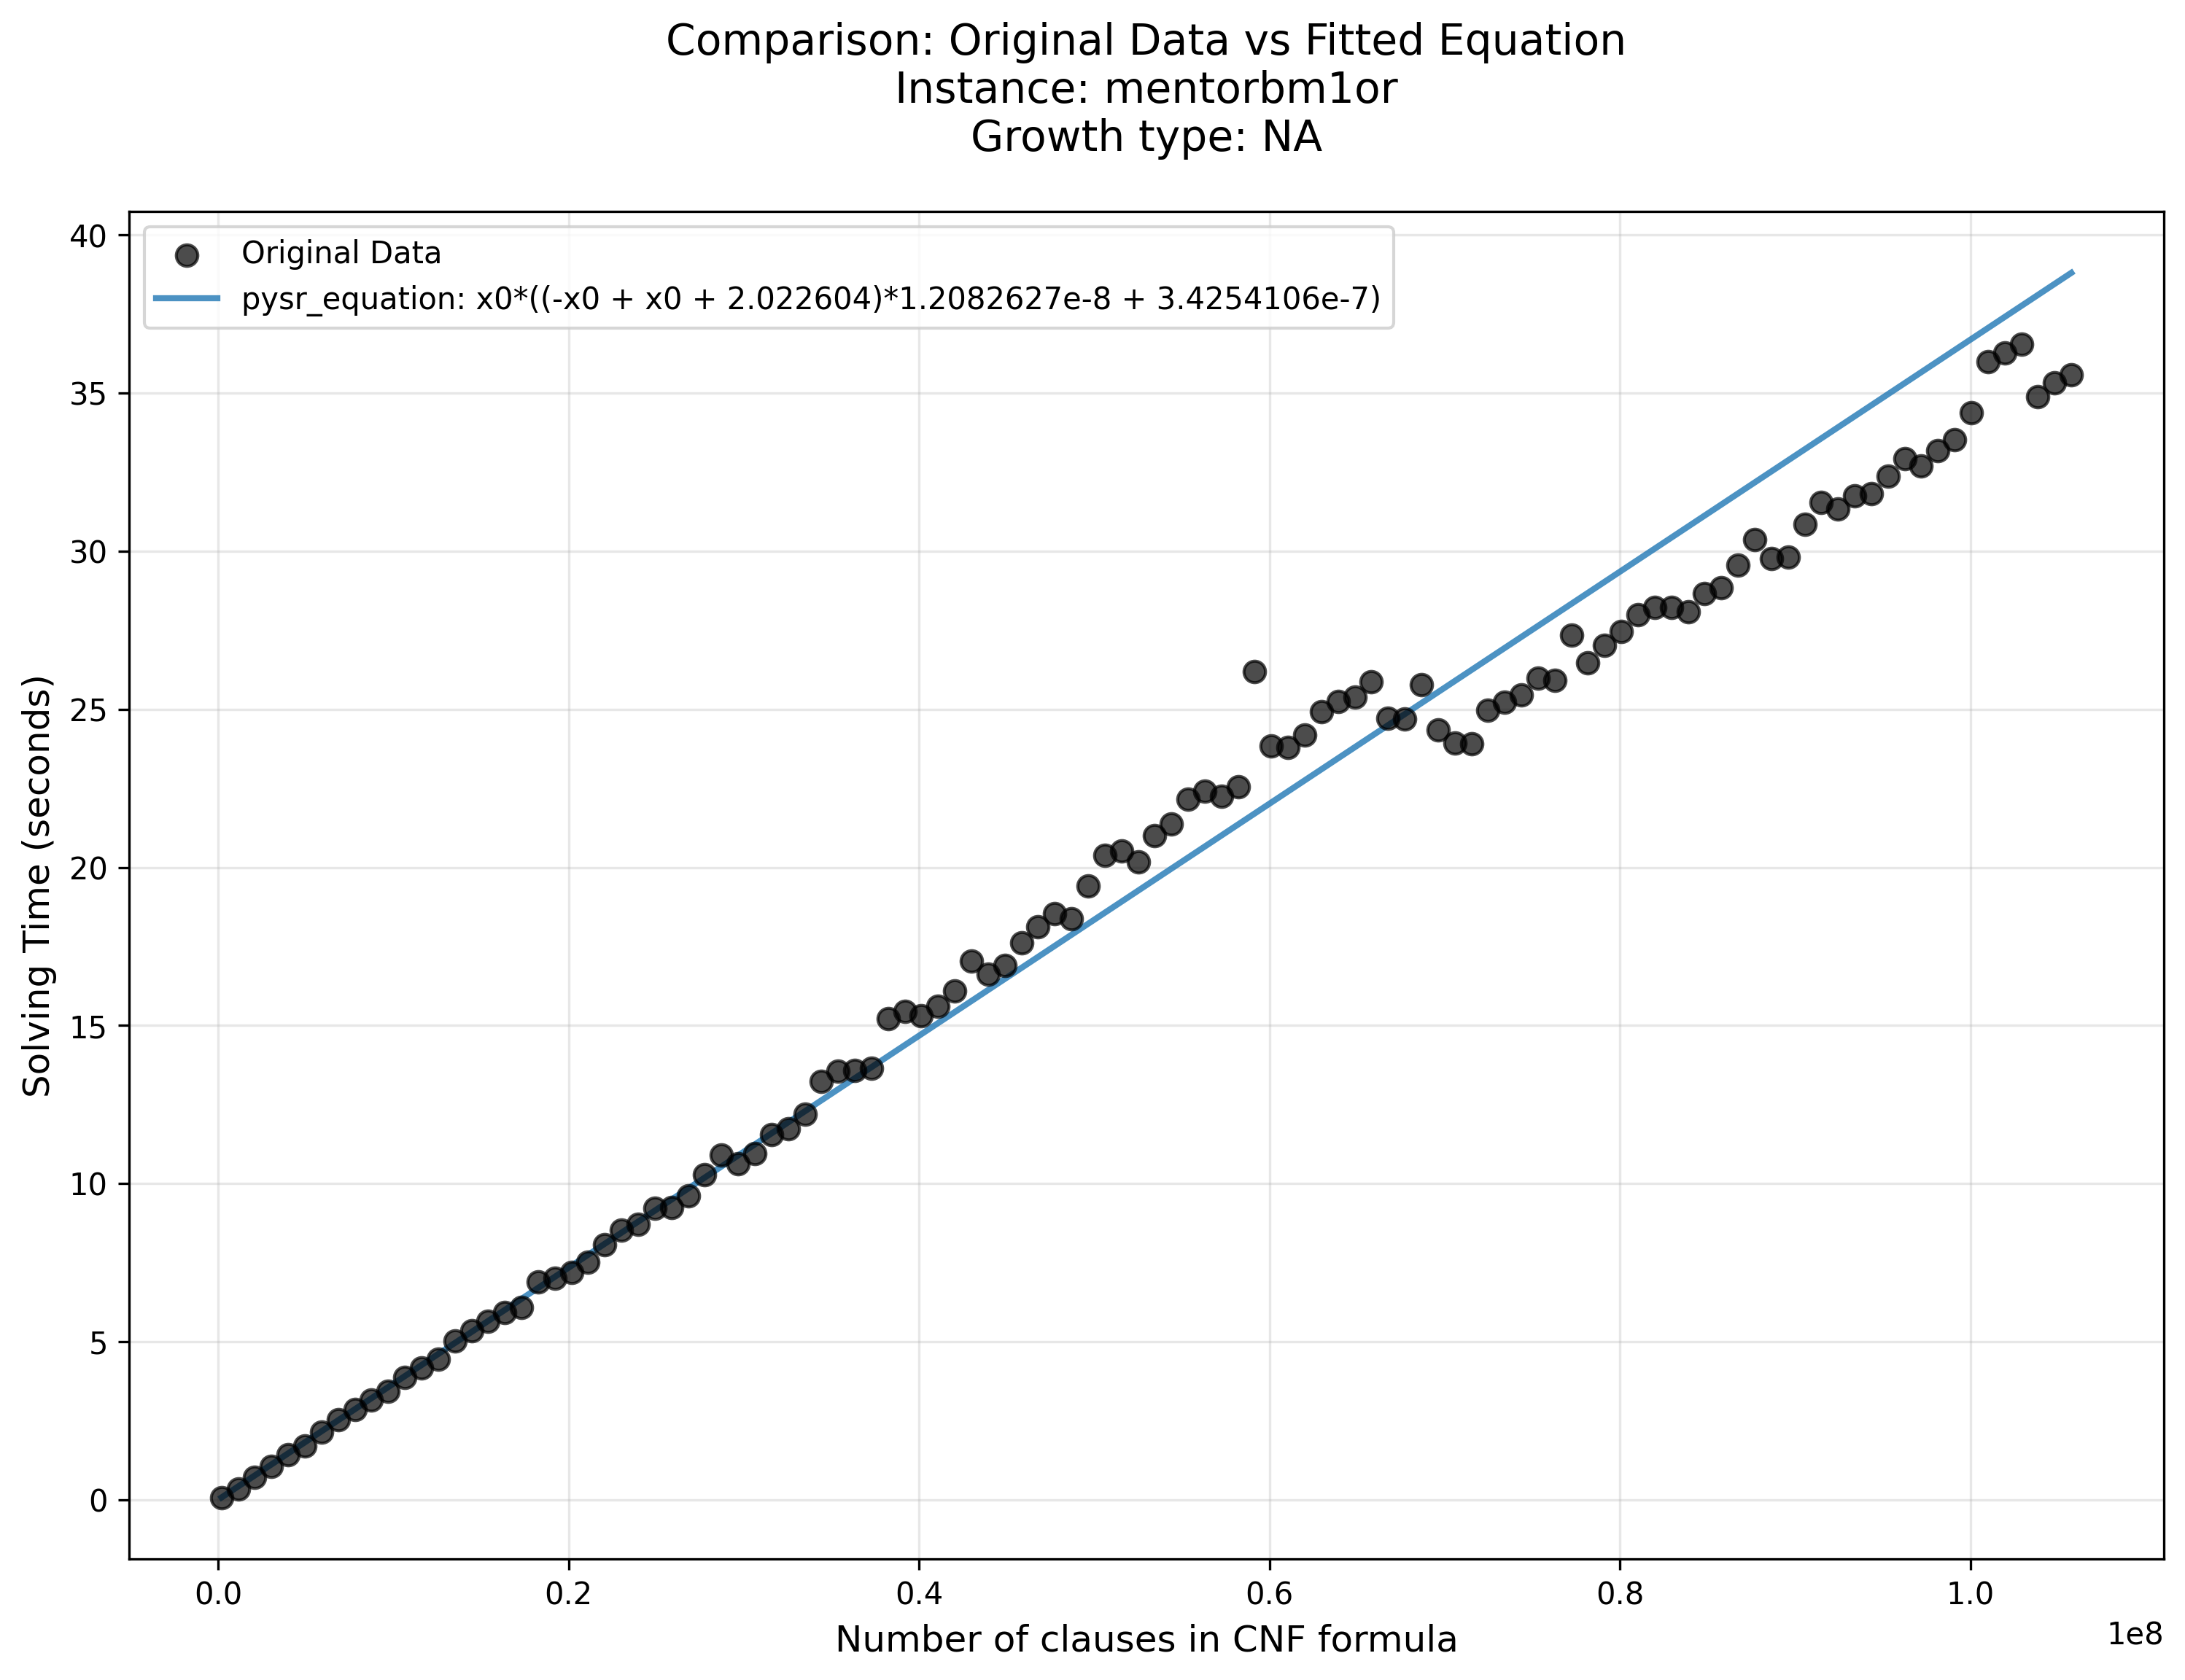 Comparison: Original Data vs Fitted Equation
Instance: mentorbm1or
Growth type: NA
Original Data
pysr_equation: x0*((-x0 + x0 + 2.022604)*1.2082627e-8 + 3.4254106e-7)
40
35
30
25
20
15
10
5
0
Solving Time (seconds)
0.0 0.2 0.4 0.6 0.8 1.0
1e8
Number of clauses in CNF formula